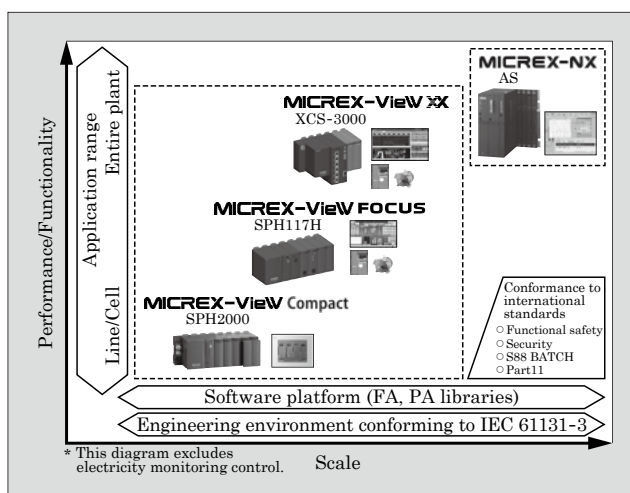 Performance/Functionality
Application range
Entire plant
Line/Cell
MICREX-NX
AS
MICREX-VieW XX
XCS-3000
MICREX-VieW FOCUS
SPH117H
MICREX-VieW Compact
SPH2000
Conformance to
international
standards
○ Functional safety
○ Security
○ S88 BATCH
○ Part11
Software platform (FA, PA libraries)
Engineering environment conforming to IEC 61131-3
* This diagram excludes
electricity monitoring control.
Scale